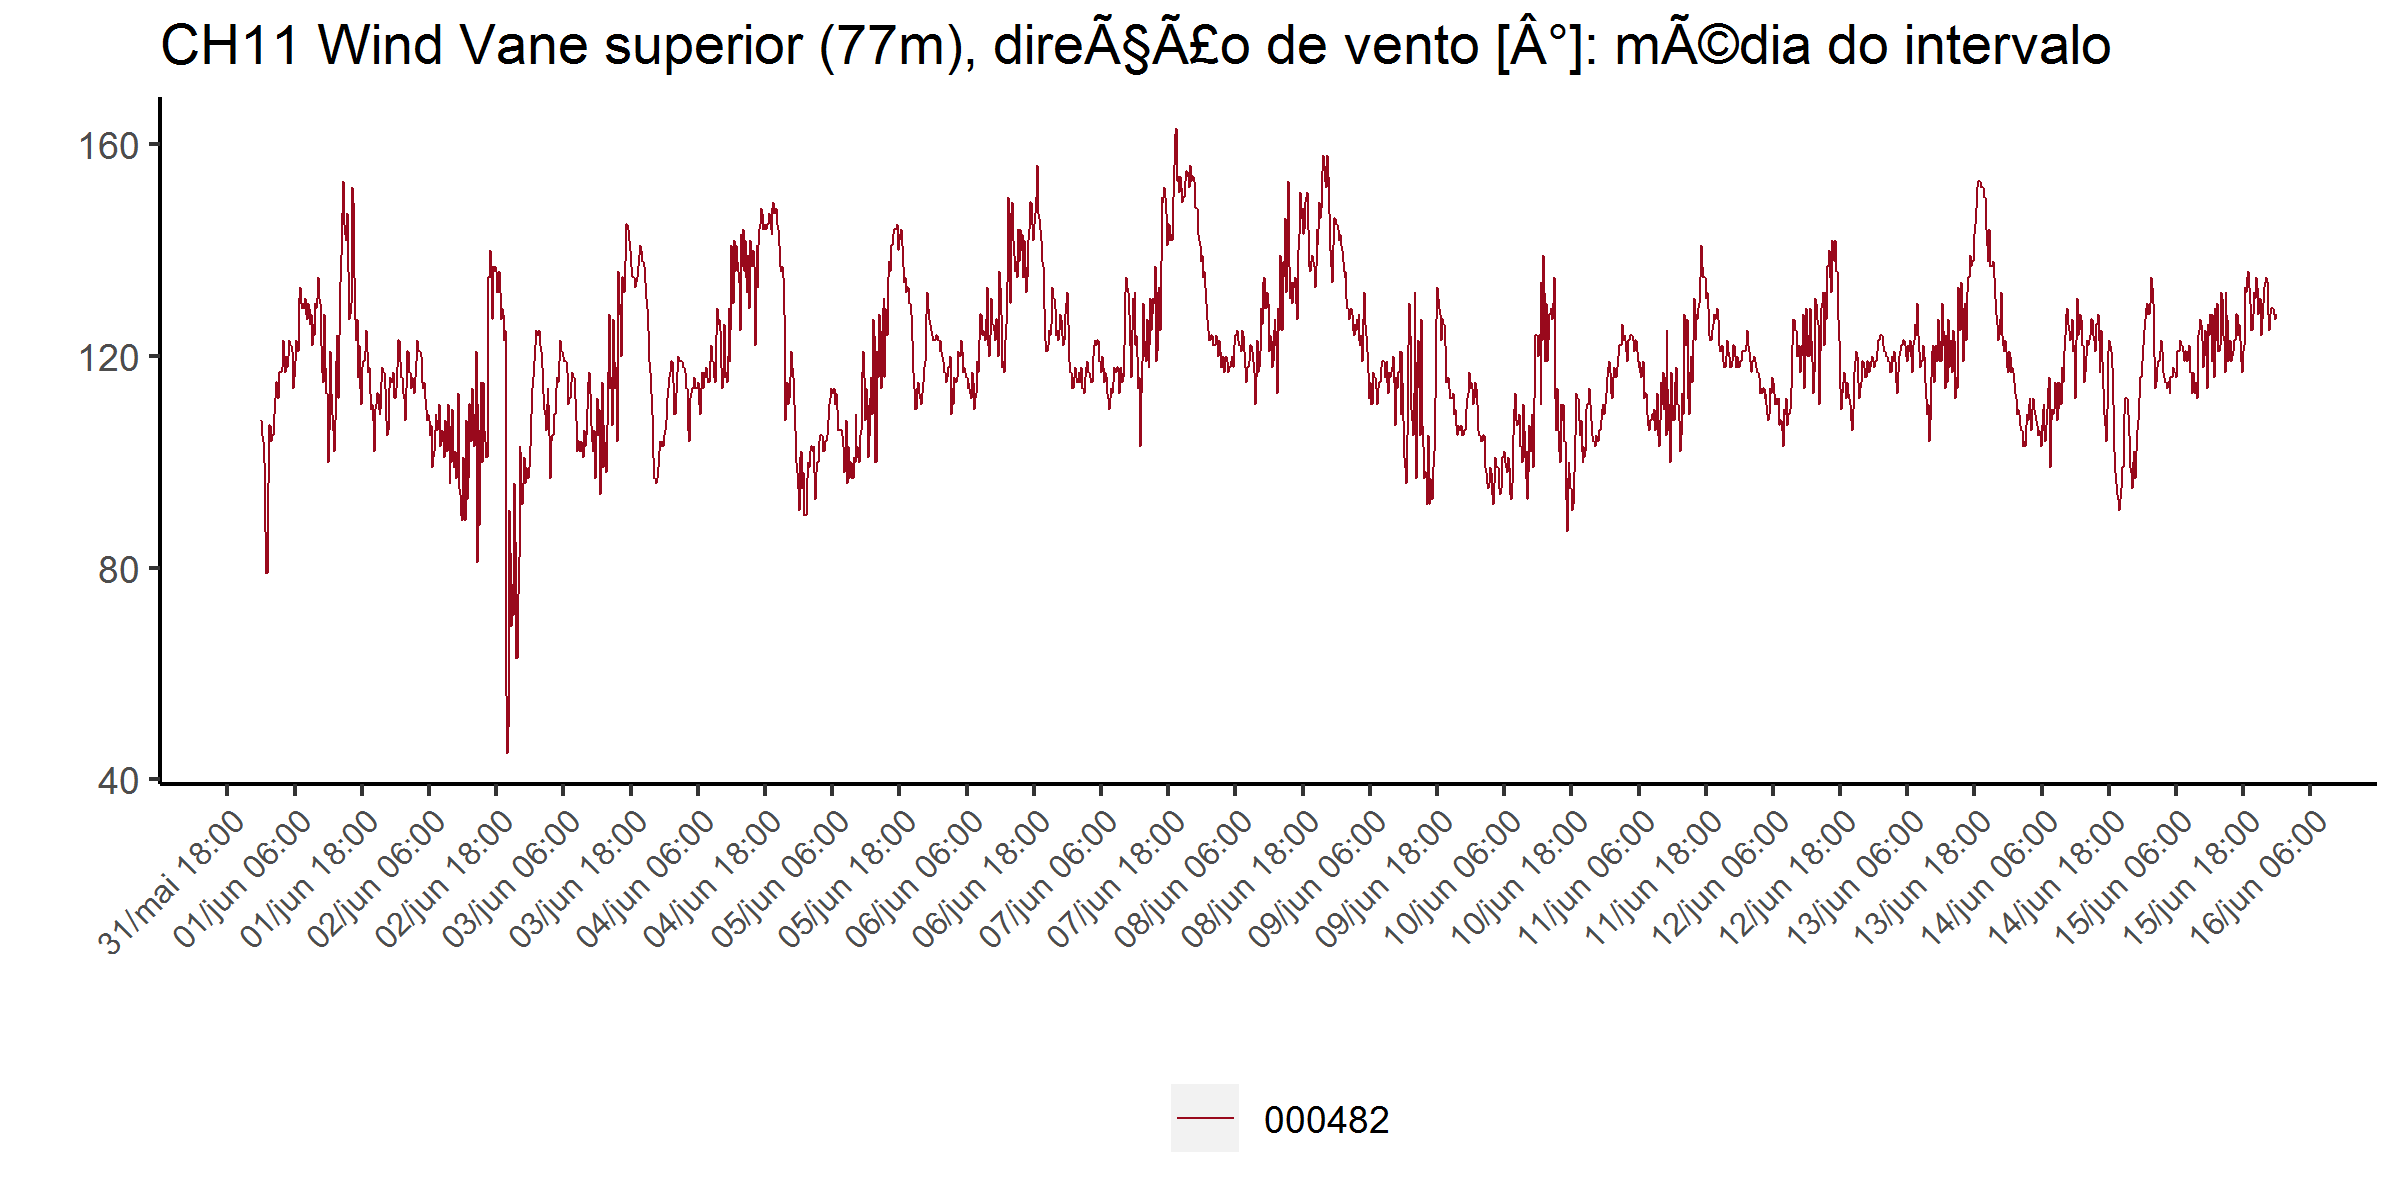 CH11 Wind Vane superior (77m), direÃ§Ã£o de vento [Â°]: mÃ©dia do intervalo
160
120
80
40
31/mai 18:00
01/jun 06:00
01/jun 18:00
02/jun 06:00
02/jun 18:00
03/jun 06:00
03/jun 18:00
04/jun 06:00
04/jun 18:00
05/jun 06:00
05/jun 18:00
06/jun 06:00
06/jun 18:00
07/jun 06:00
07/jun 18:00
08/jun 06:00
08/jun 18:00
09/jun 06:00
09/jun 18:00
10/jun 06:00
10/jun 18:00
11/jun 06:00
11/jun 18:00
12/jun 06:00
12/jun 18:00
13/jun 06:00
13/jun 18:00
14/jun 06:00
14/jun 18:00
15/jun 06:00
15/jun 18:00
16/jun 06:00
000482